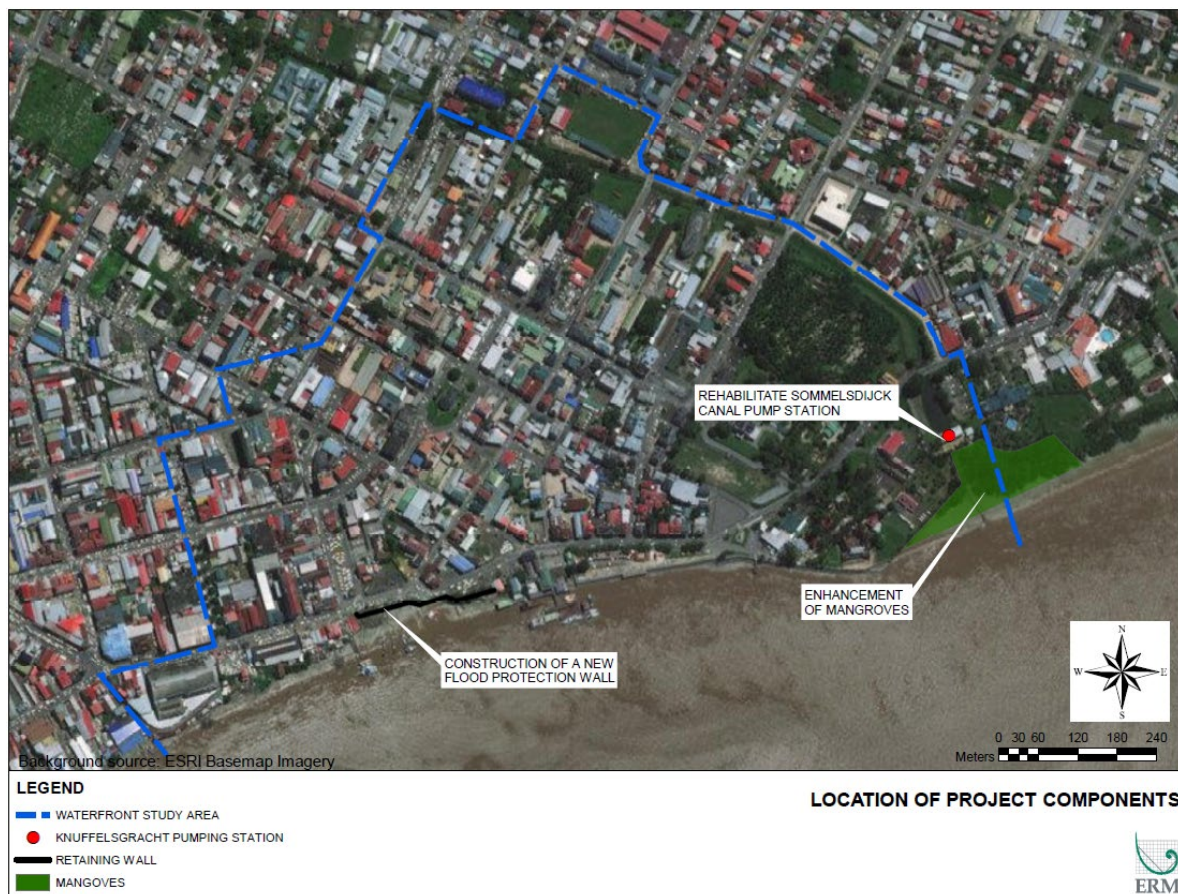 REHABILITATE SOMMELSDIJCK
CANAL PUMP STATION
ENHANCEMENT
OF MANGROVES
CONSTRUCTION OF A NEW
FLOOD PROTECTION WALL
N
W E
S
0 30 60 120 180 240
Meters
Background source: ESRI Basemap Imagery
LEGEND
WATERFRONT STUDY AREA
KNUFFELSGRACHT PUMPING STATION
RETAINING WALL
MANGOVES
LOCATION OF PROJECT COMPONENTS
ERM